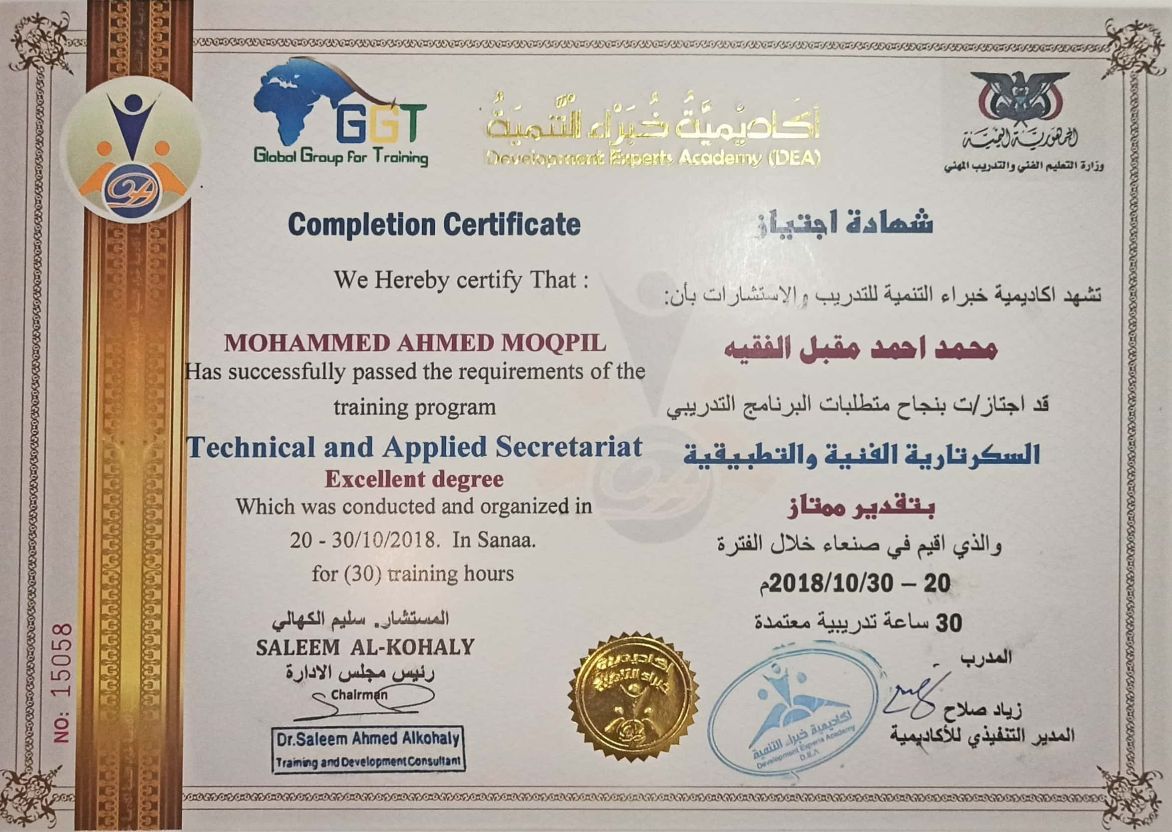 GGT
Global Group For Training
أكاديميَّةُ خُبَرَاء التَّنميَةُ
Development Experts Academy (DEA)
الجمهورية اليمنية
وزارة التعليم الفني والتدريب المهني
Completion Certificate
We Hereby certify That :
MOHAMMED AHMED MOQPIL
Has successfully passed the requirements of the
training program
Technical and Applied Secretariat
Excellent degree
Which was conducted and organized in
20 - 30/10/2018. In Sanaa.
for (30) training hours
المستشار. سليم الكهالي
SALEEM AL-KOHALY
رئيس مجلس الادارة
Chairman
Dr.Saleem Ahmed Alkohaly
Training and Development Consultant
شهادة اجتياز
تشهد اكاديمية خبراء التنمية للتدريب والاستشارات بأن:
محمد احمد مقبل الفقيه
قد اجتاز/ت بنجاح متطلبات البرنامج التدريبي
السكرتارية الفنية والتطبيقية
بتقدير ممتاز
والذي اقيم في صنعاء خلال الفترة
20 – 2018/10/30م
30 ساعة تدريبية معتمدة
المدرب
زياد صلاح
المدير التنفيذي للأكاديمية
أكاديمية
خبراء التنمية
أكاديمية خبراء التنمية
Development Experts Academy
D.E.A
NO: 15058